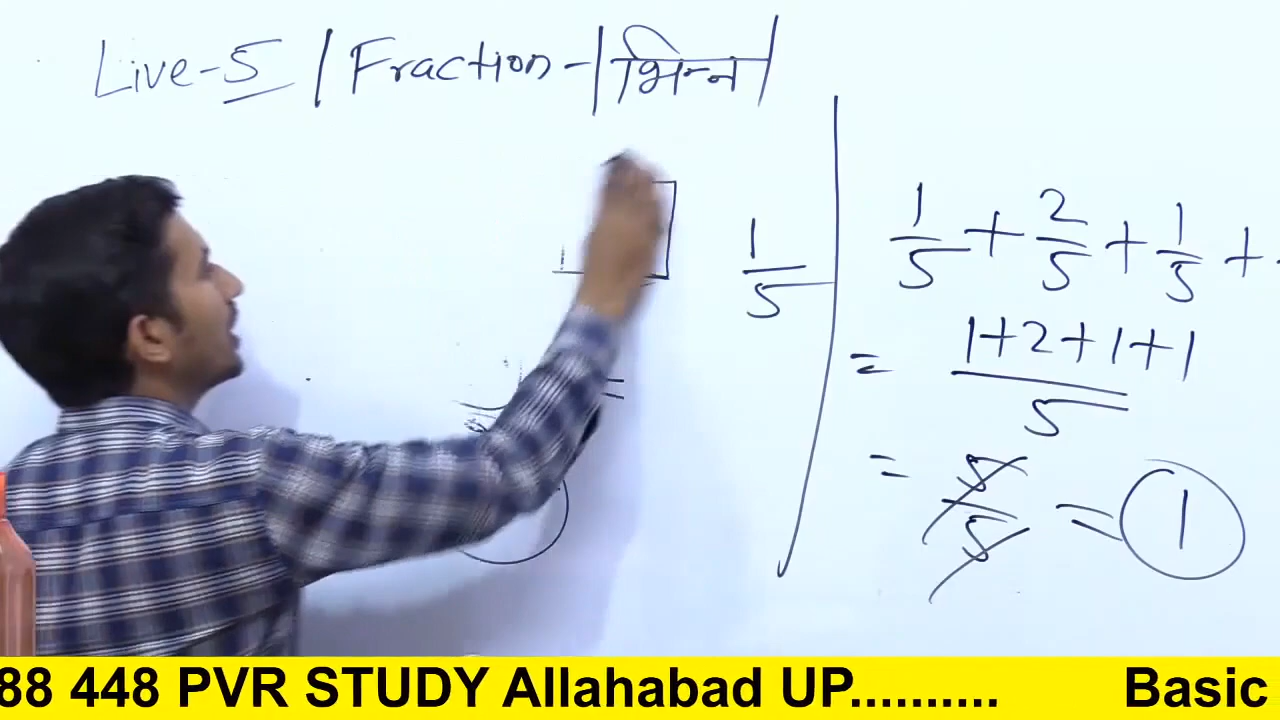 Live-5 | Fraction - | भिन्न |
1/5
1/5 + 2/5 + 1/5 +
= 1+2+1+1/5
= 5/5 = 1
88 448 PVR STUDY Allahabad UP.......... Basic